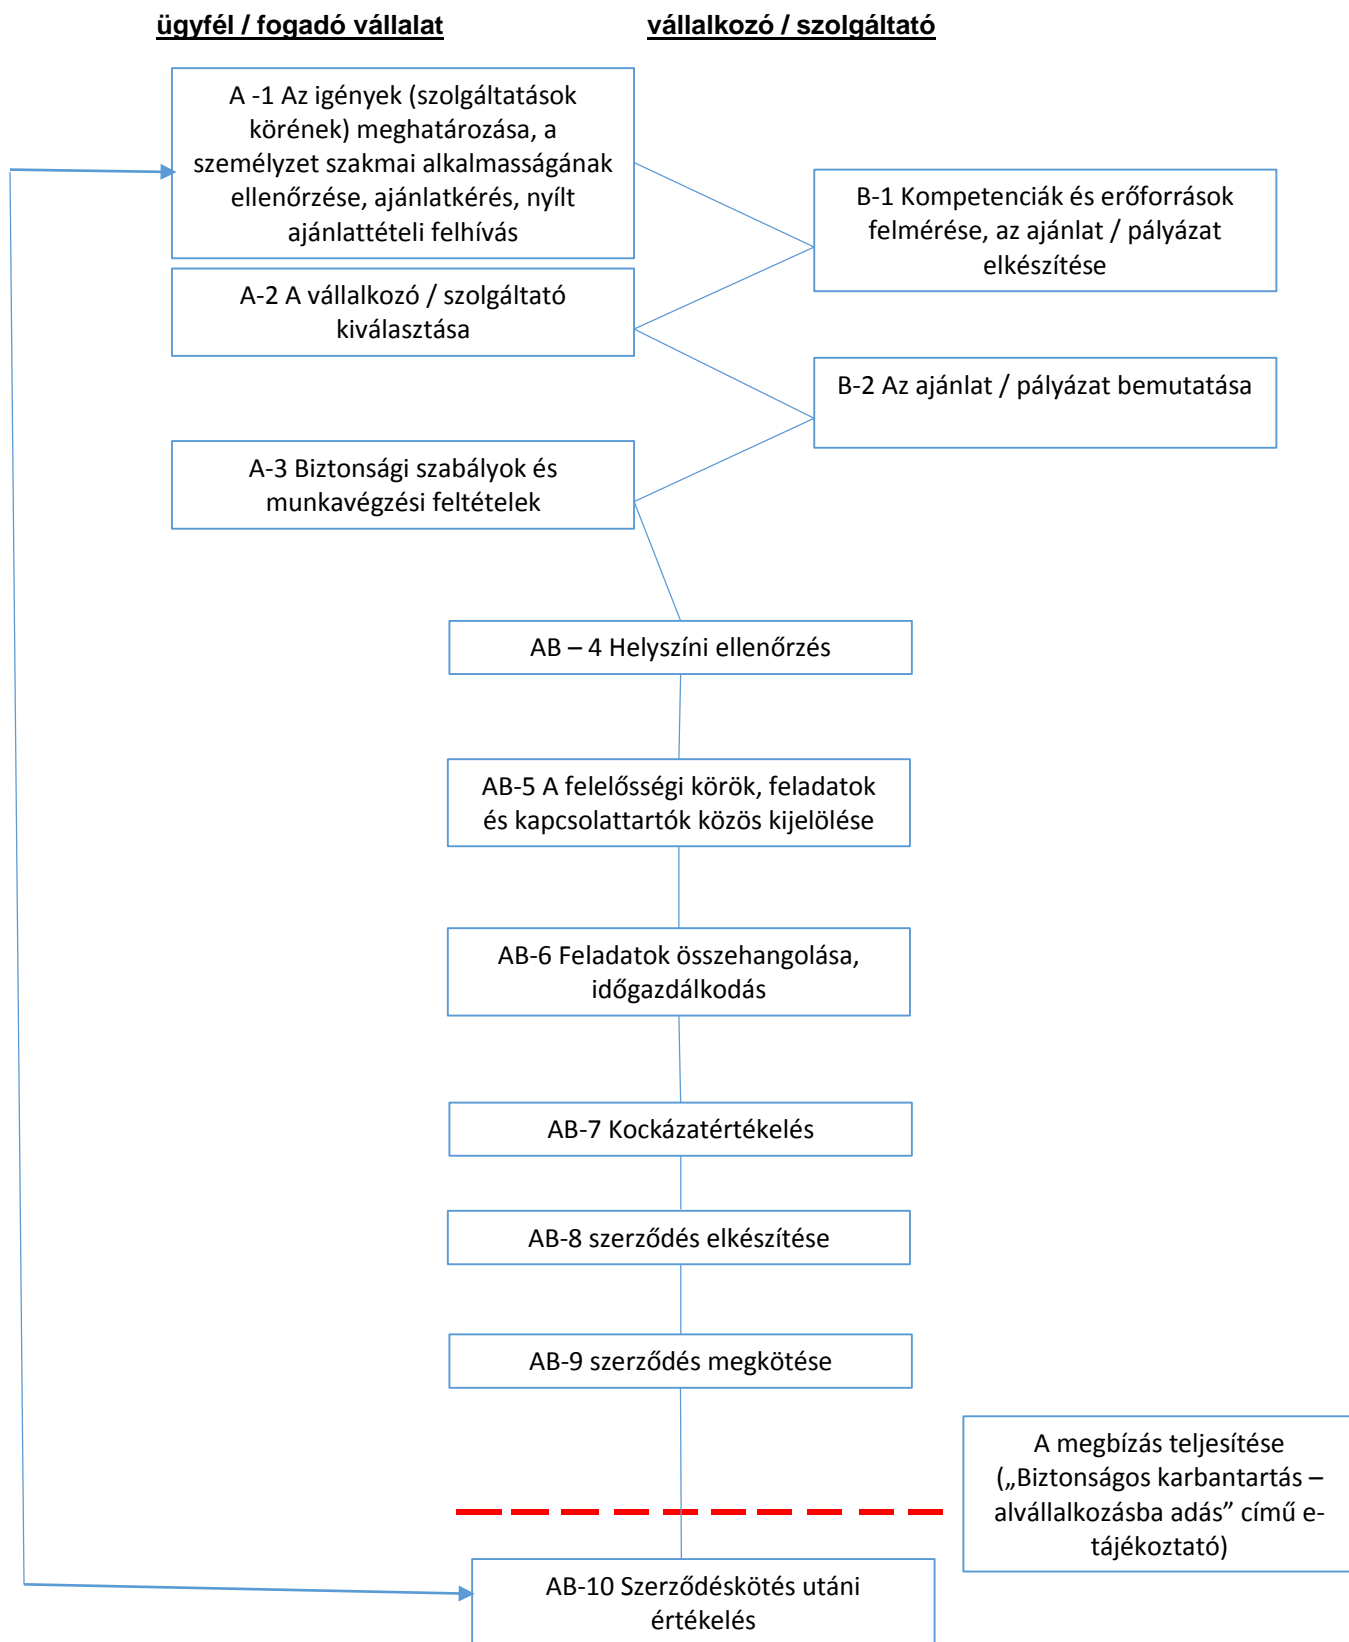 ügyfél / fogadó vállalat
vállalkozó / szolgáltató
A -1 Az igények (szolgáltatások
körének) meghatározása, a
személyzet szakmai alkalmasságának
ellenőrzése, ajánlatkérés, nyílt
ajánlattételi felhívás
B-1 Kompetenciák és erőforrások
felmérése, az ajánlat / pályázat
elkészítése
A-2 A vállalkozó / szolgáltató
kiválasztása
B-2 Az ajánlat / pályázat bemutatása
A-3 Biztonsági szabályok és
munkavégzési feltételek
AB – 4 Helyszíni ellenőrzés
AB-5 A felelősségi körök, feladatok
és kapcsolattartók közös kijelölése
AB-6 Feladatok összehangolása,
időgazdálkodás
AB-7 Kockázatértékelés
AB-8 szerződés elkészítése
AB-9 szerződés megkötése
A megbízás teljesítése
(„Biztonságos karbantartás –
alvállalkozásba adás” című e-
tájékoztató)
AB-10 Szerződéskötés utáni
értékelés